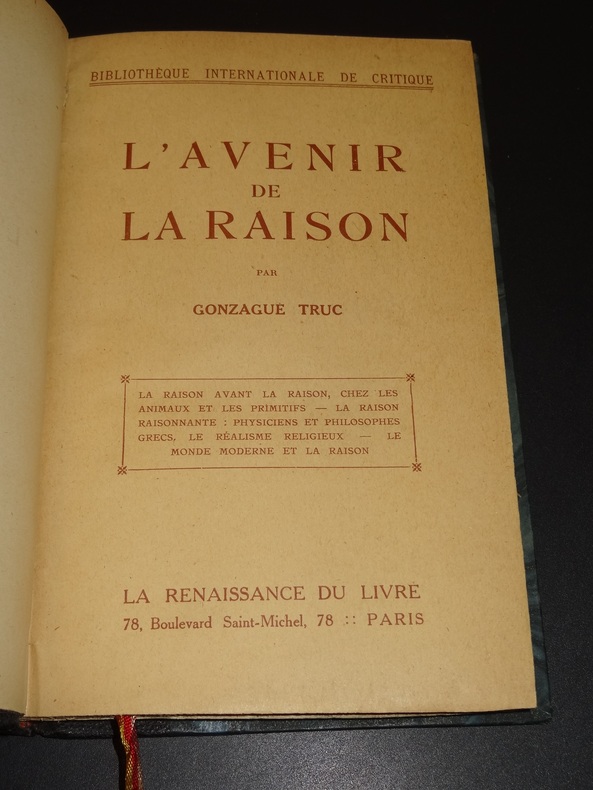 BIBLIOTHÈQUE INTERNATIONALE DE CRITIQUE
L'AVENIR
DE
LA RAISON
PAR
GONZAGUE TRUC
LA RAISON AVANT LA RAISON, CHEZ LES
ANIMAUX ET LES PRIMITIFS — LA RAISON
RAISONNANTE : PHYSICIENS ET PHILOSOPHES
GRECS, LE RÉALISME RELIGIEUX — LE
MONDE MODERNE ET LA RAISON
LA RENAISSANCE DU LIVRE
78, Boulevard Saint-Michel, 78 :: PARIS